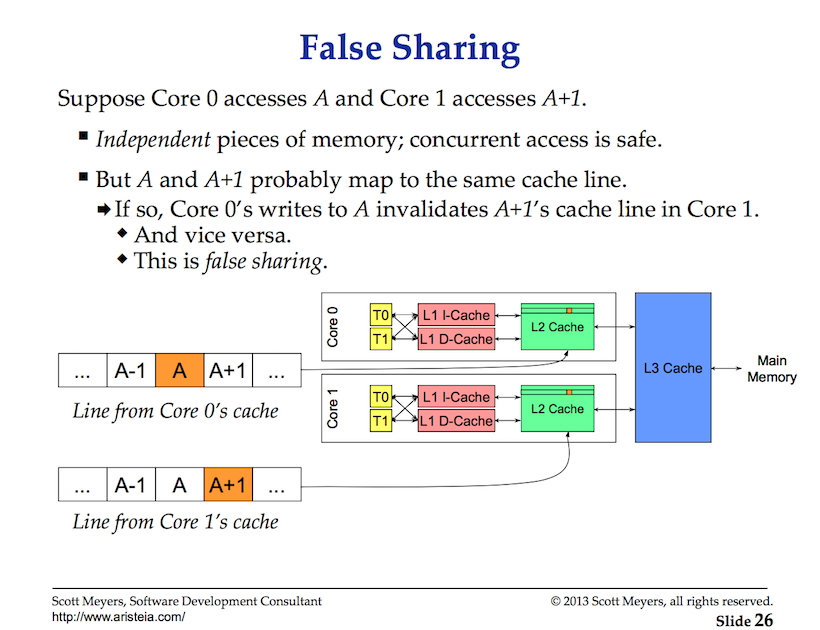 False Sharing
Suppose Core 0 accesses A and Core 1 accesses A+1.
▪ Independent pieces of memory; concurrent access is safe.
▪ But A and A+1 probably map to the same cache line.
➨If so, Core 0’s writes to A invalidates A+1’s cache line in Core 1.
◆ And vice versa.
◆ This is false sharing.
Core 0
T0
T1
L1 I-Cache
L1 D-Cache
L2 Cache
... A-1 A A+1 ...
Line from Core 0’s cache
Core 1
T0
T1
L1 I-Cache
L1 D-Cache
L2 Cache
L3 Cache
Main
Memory
... A-1 A A+1 ...
Line from Core 1’s cache
Scott Meyers, Software Development Consultant
http://www.aristeia.com/
© 2013 Scott Meyers, all rights reserved.
Slide 26